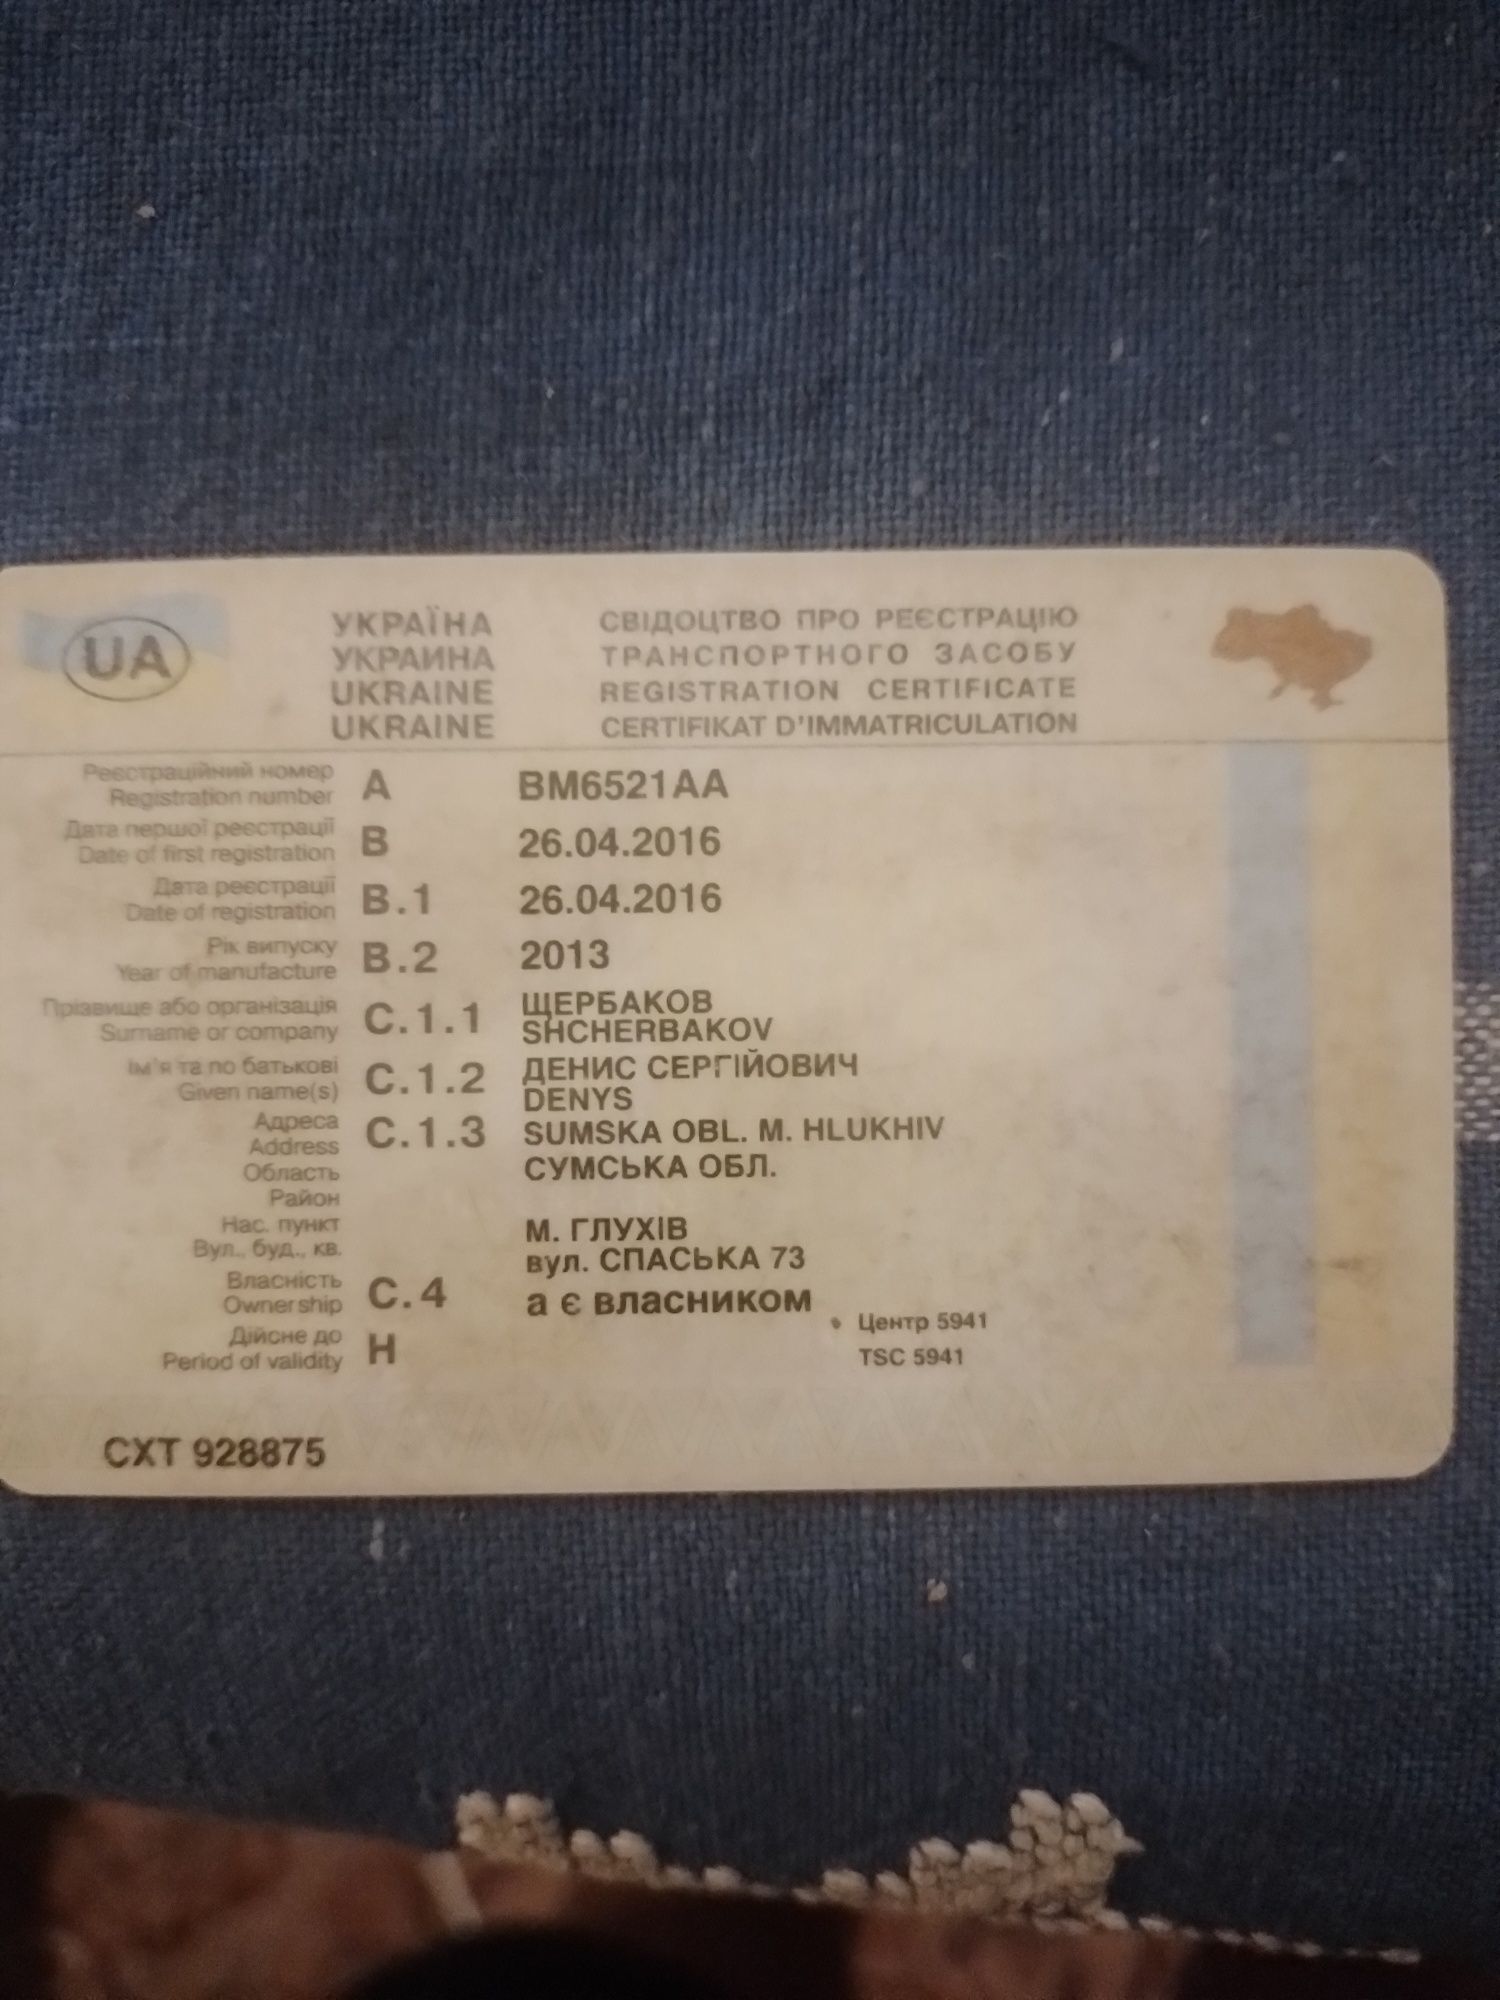 UA
УКРАЇНА
УКРАИНА
UKRAINE
UKRAINE
СВІДОЦТВО ПРО РЕЄСТРАЦІЮ
ТРАНСПОРТНОГО ЗАСОБУ
REGISTRATION CERTIFICATE
CERTIFIKAT D'IMMATRICULATION
Реєстраційний номер
Registration number A BM6521AA
Дата першої реєстрації
Date of first registration B 26.04.2016
Дата реєстрації
Date of registration B.1 26.04.2016
Рік випуску
Year of manufacture B.2 2013
Прізвище або організація C.1.1 ЩЕРБАКОВ
Surname or company SHCHERBAKOV
Ім'я та по батькові C.1.2 ДЕНИС СЕРГІЙОВИЧ
Given name(s) DENYS
Адреса
Address C.1.3 SUMSKA OBL. M. HLUKHIV
Область СУМСЬКА ОБЛ.
Район
Нас. пункт М. ГЛУХІВ
Вул., буд., кв. вул. СПАСЬКА 73
Власність
Ownership C.4 а є власником
Дійсне до
Period of validity H
Центр 5941
TSC 5941
СХТ 928875